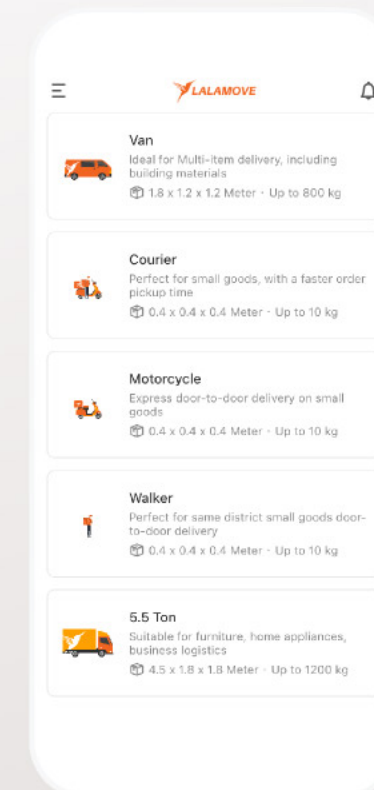 LALAMOVE
Van
Ideal for Multi-item delivery, including
building materials
1.8 x 1.2 x 1.2 Meter · Up to 800 kg
Courier
Perfect for small goods, with a faster order
pickup time
0.4 x 0.4 x 0.4 Meter · Up to 10 kg
Motorcycle
Express door-to-door delivery on small
goods
0.4 x 0.4 x 0.4 Meter · Up to 10 kg
Walker
Perfect for same district small goods door-
to-door delivery
0.4 x 0.4 x 0.4 Meter · Up to 10 kg
5.5 Ton
Suitable for furniture, home appliances,
business logistics
4.5 x 1.8 x 1.8 Meter · Up to 1200 kg